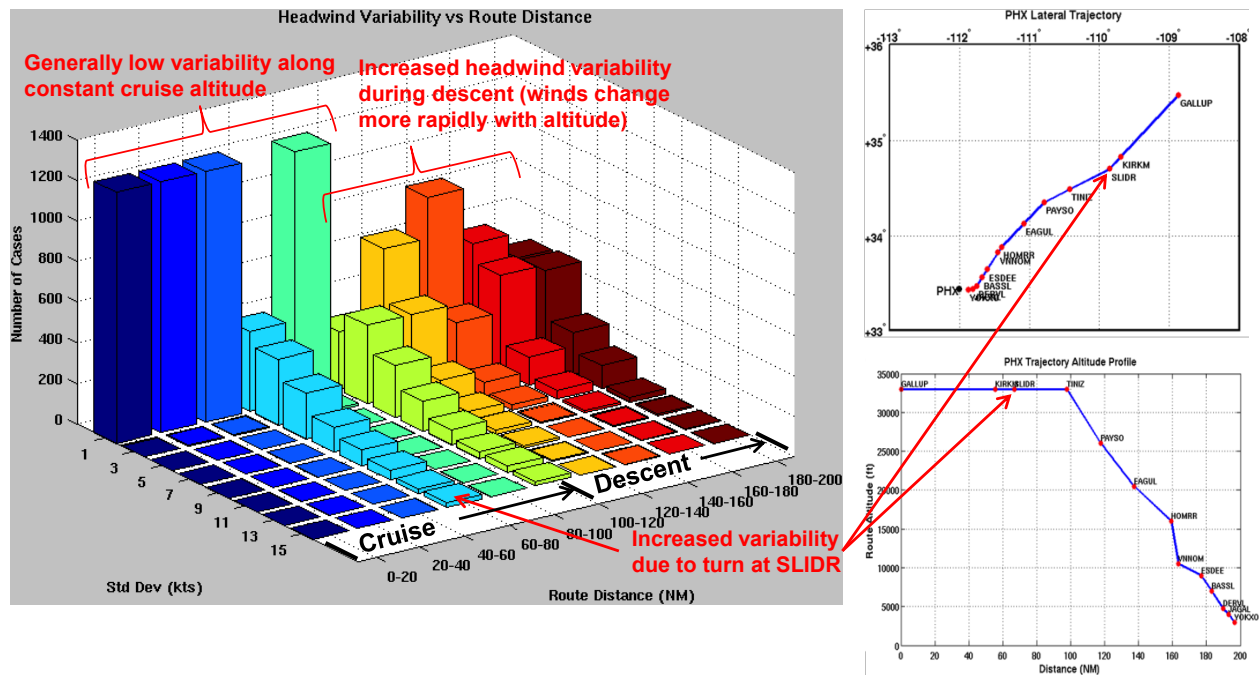 Headwind Variability vs Route Distance
Generally low variability along
constant cruise altitude
Increased headwind variability
during descent (winds change
more rapidly with altitude)
1400
1200
1000
800
600
400
200
0
Number of Cases
1
3
5
7
9
11
13
15
Std Dev (kts)
Cruise
Descent
0-20
20-40
40-60
60-80
80-100
100-120
120-140
140-160
160-180
180-200
Route Distance (NM)
Increased variability
due to turn at SLIDR
PHX Lateral Trajectory
-113°
-112°
-111°
-110°
-109°
-108°
+36°
+35°
+34°
+33°
GALLUP
KIRKM
SLIDR
TINIZ
PAYSO
EAGUL
HOMRR
VNNOM
ESDEE
BASSL
DERVL
PHX
PHX Trajectory Altitude Profile
35000
30000
25000
20000
15000
10000
5000
0
Route Altitude (ft)
GALLUP
KIRKM
SLIDR
TINIZ
PAYSO
EAGUL
HOMRR
VNNOM
ESDEE
BASSL
DERVL
JAGAL
YOKXO
0
20
40
60
80
100
120
140
160
180
200
Distance (NM)